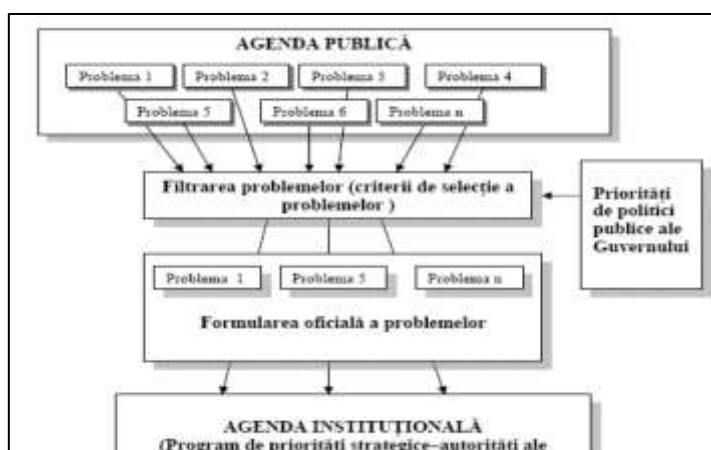 AGENDA PUBLICĂ
Problema 1
Problema 2
Problema 3
Problema 4
Problema 5
Problema 6
Problema n
Filtrarea problemelor (criterii de selecție a
problemelor )
Priorități
de politici
publice ale
Guvernului
Problema 1
Problema 5
Problema n
Formularea oficială a problemelor
AGENDA INSTITUȚIONALĂ
(Program de priorități strategice–autorități ale